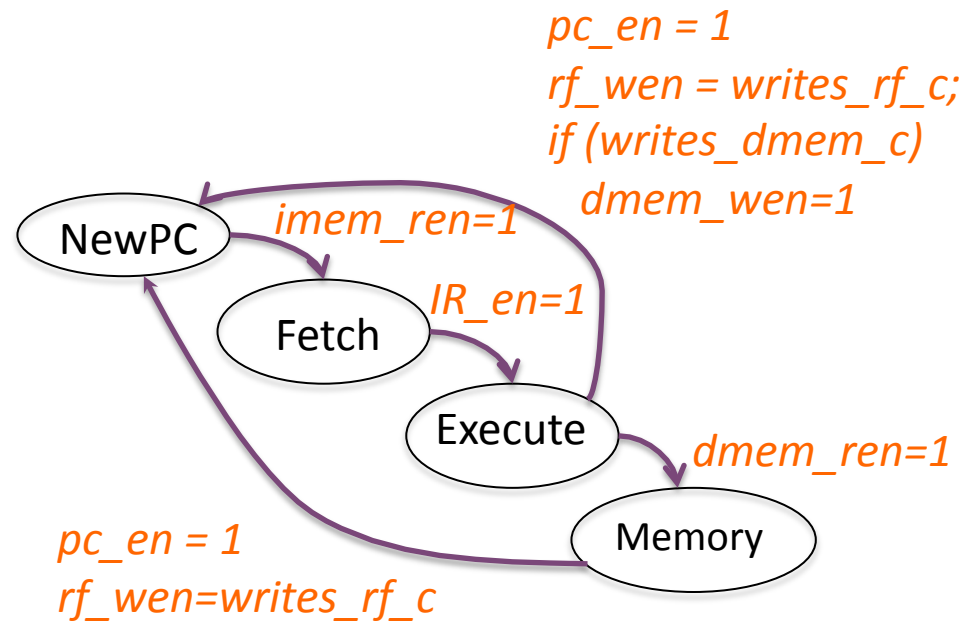 pc_en = 1
rf_wen = writes_rf_c;
if (writes_dmem_c)
dmem_wen=1
imem_ren=1
NewPC
IR_en=1
Fetch
Execute
dmem_ren=1
Memory
pc_en = 1
rf_wen=writes_rf_c